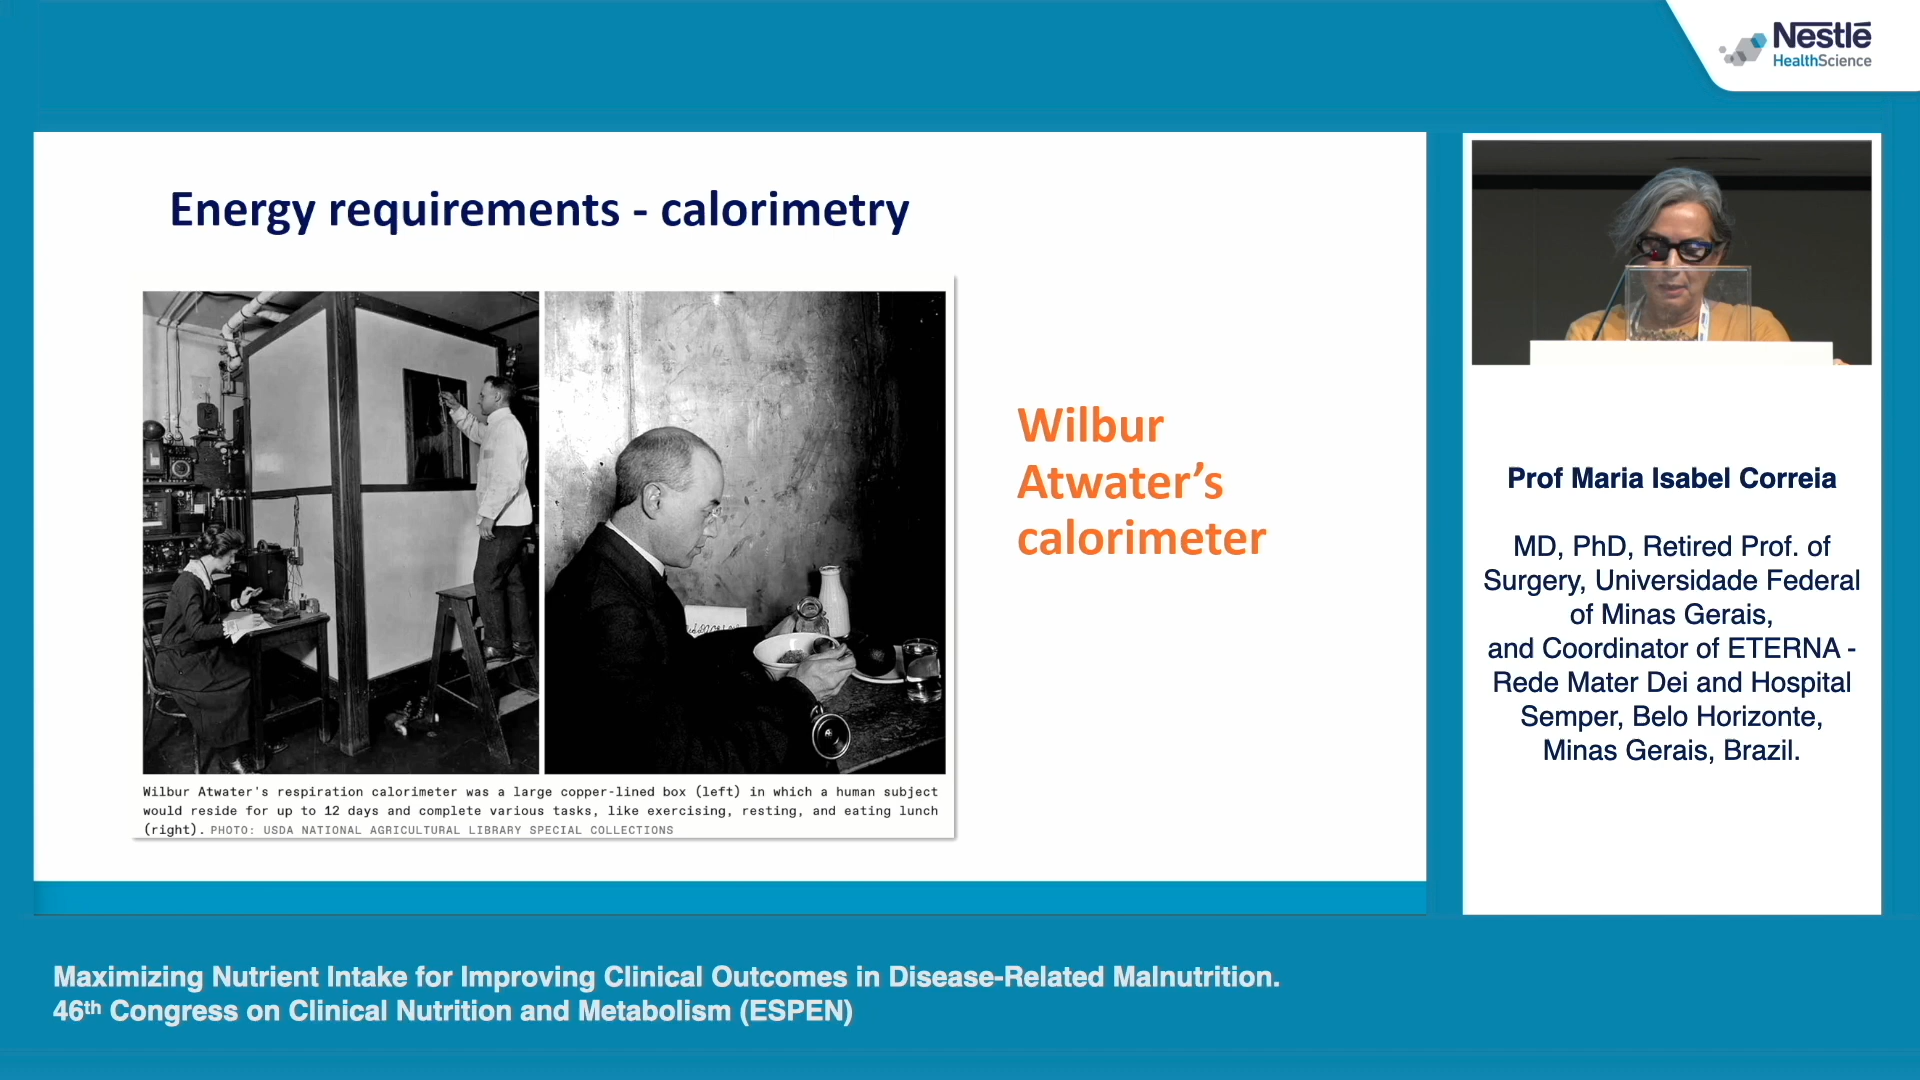 Nestlé
HealthScience
Energy requirements - calorimetry
Wilbur
Atwater’s
calorimeter
Wilbur Atwater's respiration calorimeter was a large copper-lined box (left) in which a human subject
would reside for up to 12 days and complete various tasks, like exercising, resting, and eating lunch
(right). PHOTO: USDA NATIONAL AGRICULTURAL LIBRARY SPECIAL COLLECTIONS
Prof Maria Isabel Correia
MD, PhD, Retired Prof. of
Surgery, Universidade Federal
of Minas Gerais,
and Coordinator of ETERNA -
Rede Mater Dei and Hospital
Semper, Belo Horizonte,
Minas Gerais, Brazil.
Maximizing Nutrient Intake for Improving Clinical Outcomes in Disease-Related Malnutrition.
46th Congress on Clinical Nutrition and Metabolism (ESPEN)